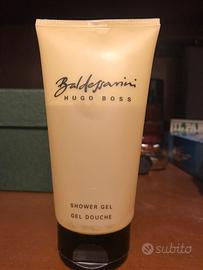 Baldessarini
HUGO BOSS
SHOWER GEL
GEL DOUCHE
subito